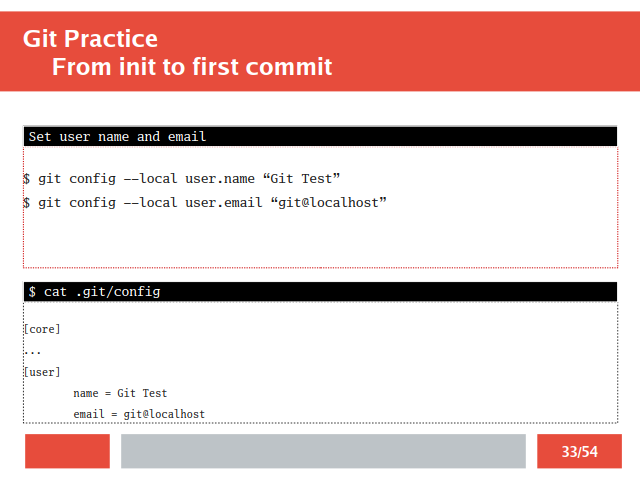 Git Practice
From init to first commit
Set user name and email
$ git config --local user.name “Git Test”
$ git config --local user.email “git@localhost”
$ cat .git/config
[core]
...
[user]
name = Git Test
email = git@localhost
33/54